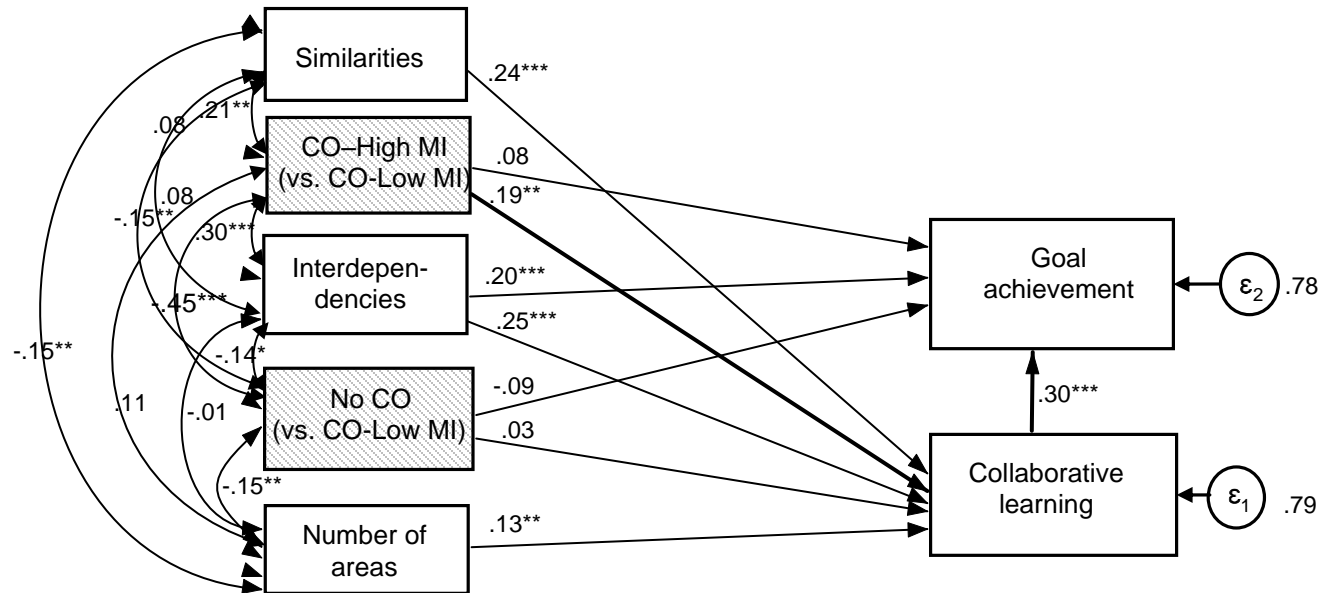 Similarities
.24***
.21**
.08
CO–High MI
(vs. CO-Low MI)
.08
.19**
.08
-.15**
.30***
Interdepen-
dencies
.20***
.25***
Goal
achievement
ε2
.78
-.45***
-.15**
-.14*
No CO
(vs. CO-Low MI)
-.09
.03
.30***
.11
-.01
Collaborative
learning
ε1
.79
-.15**
Number of
areas
.13**